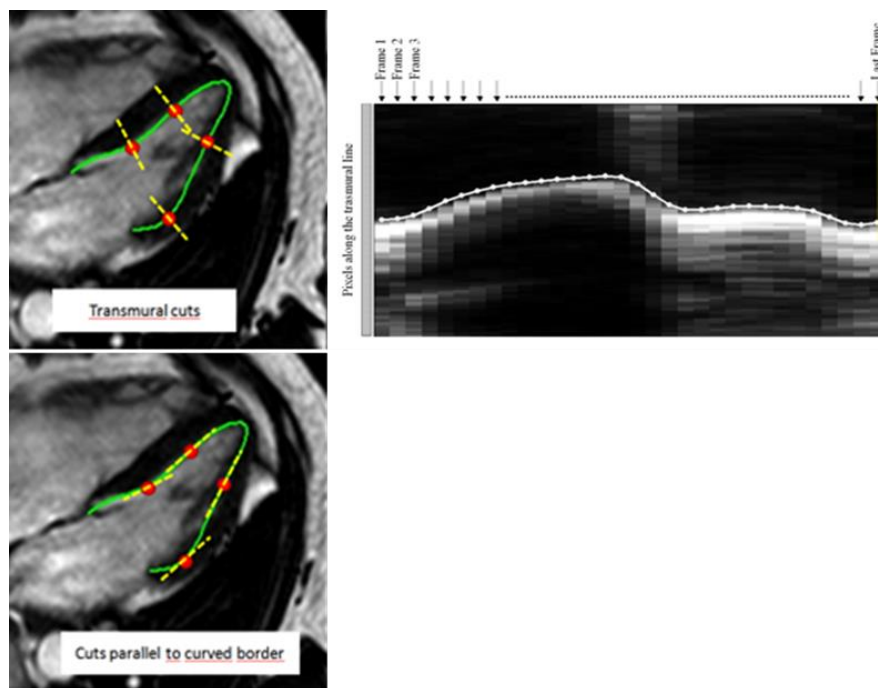 Transmural cuts
Frame 1
Frame 2
Frame 3
Last Frame
Pixels along the trasmural line
Cuts parallel to curved border